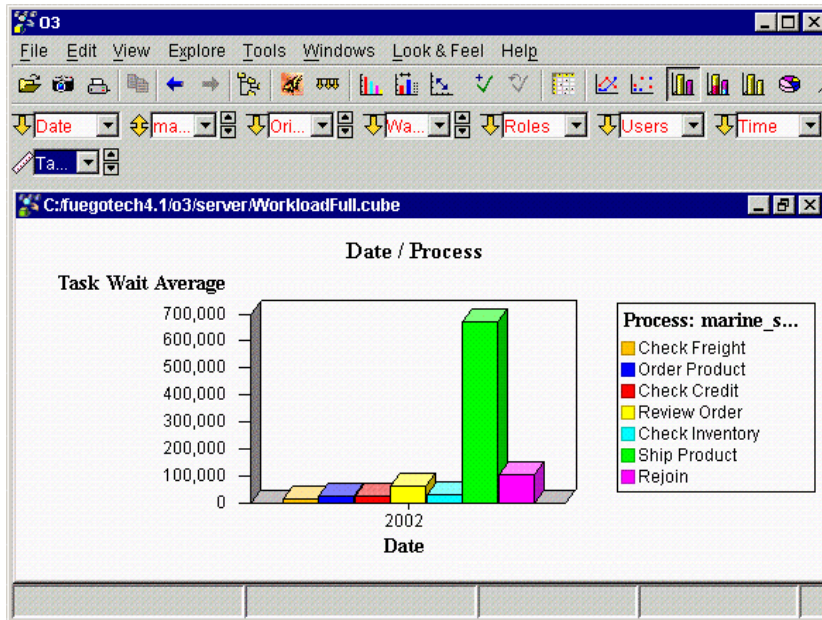 O3
File Edit View Explore Tools Windows Look & Feel Help
Date ma... Ori... Wa... Roles Users Time
Ta...
C:/fuegotech4.1/o3/server/WorkloadFull.cube
Date / Process
Task Wait Average
700,000
600,000
500,000
400,000
300,000
200,000
100,000
0
2002
Date
Process: marine_s...
Check Freight
Order Product
Check Credit
Review Order
Check Inventory
Ship Product
Rejoin